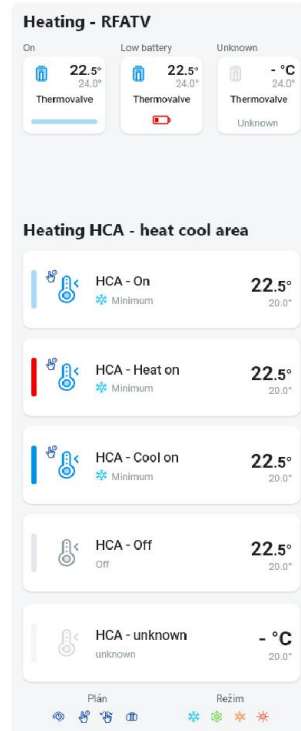 Heating - RFATV
On Low battery Unknown
22.5° 22.5° - °C
24.0° 24.0° 24.0°
Thermovalve Thermovalve Thermovalve
Unknown
Heating HCA - heat cool area
HCA - On 22.5°
Minimum 20.0°
HCA - Heat on 22.5°
Minimum 20.0°
HCA - Cool on 22.5°
Minimum 20.0°
HCA - Off 22.5°
Off 20.0°
HCA - unknown - °C
unknown 20.0°
Plán Režim